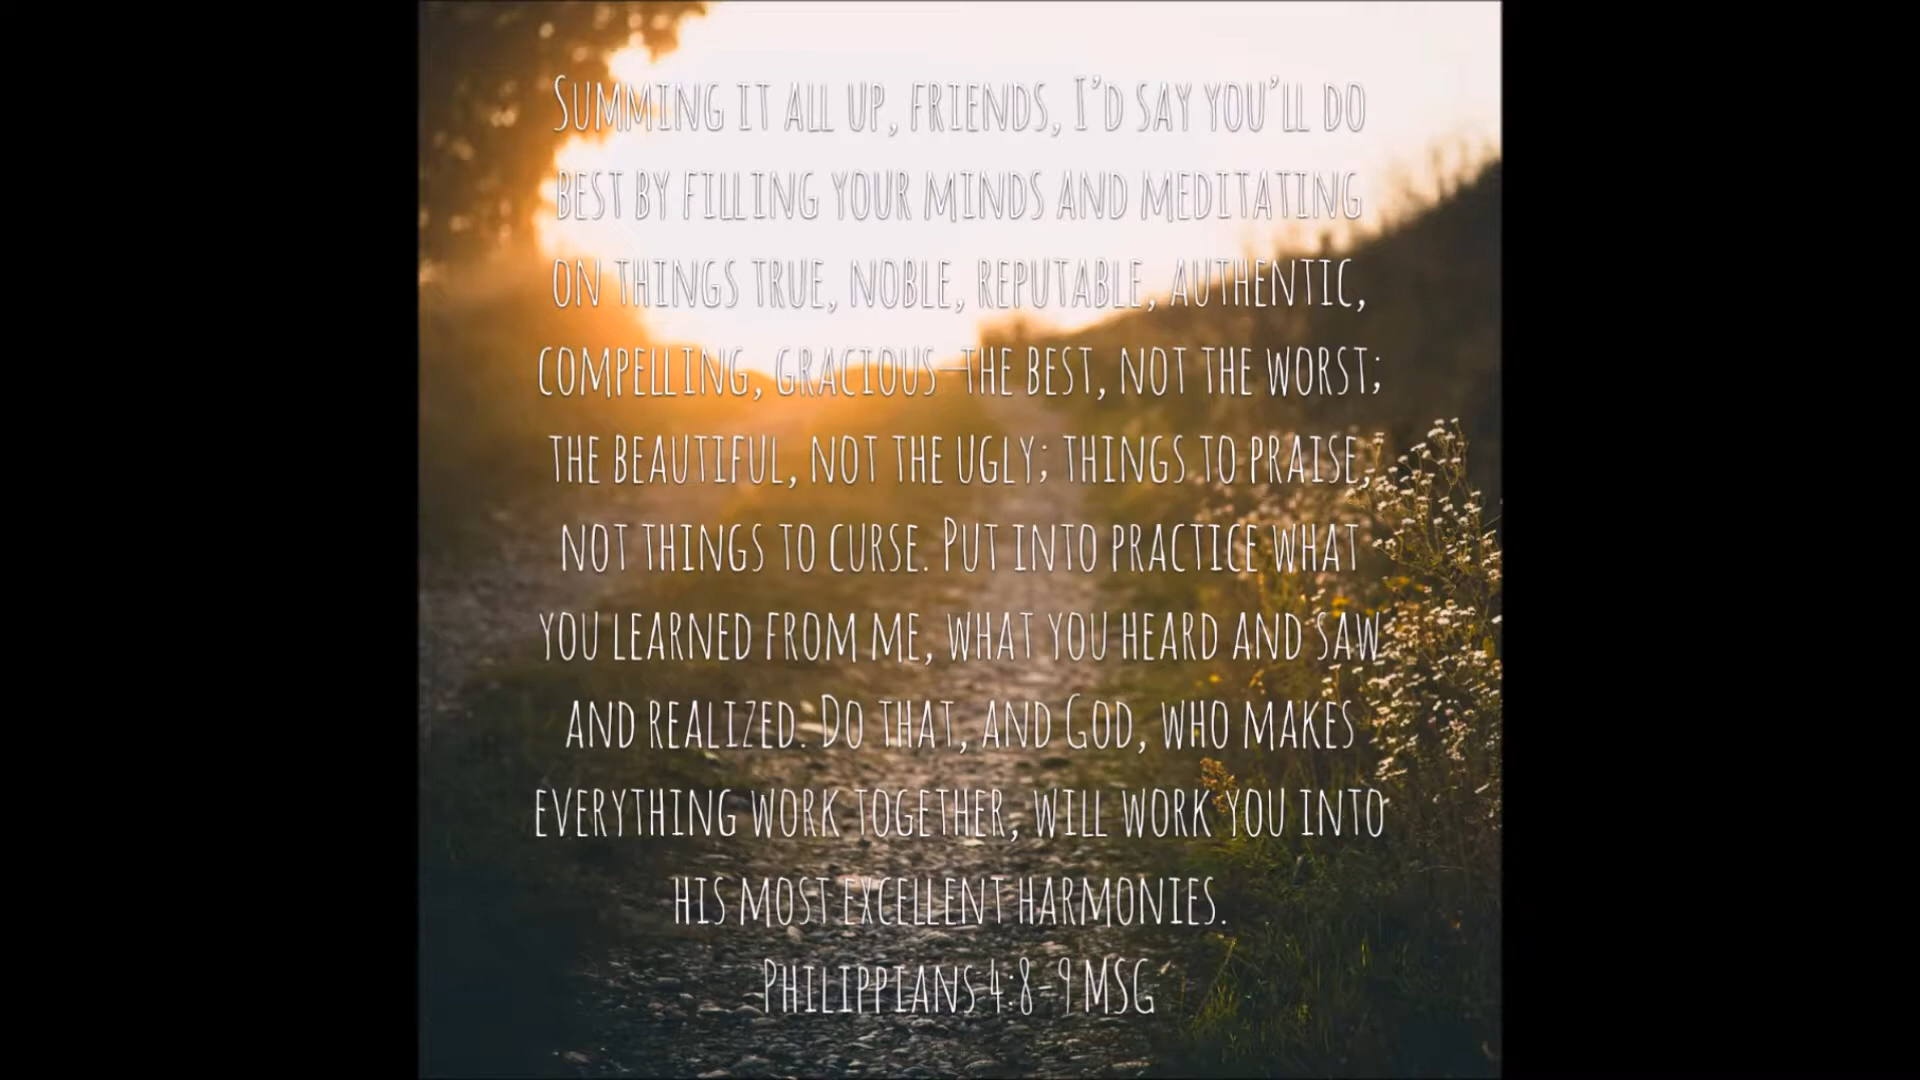 Summing it all up, friends, I'd say you'll do
best by filling your minds and meditating
on things true, noble, reputable, authentic,
compelling, gracious—the best, not the worst;
the beautiful, not the ugly; things to praise,
not things to curse. Put into practice what
you learned from me, what you heard and saw
and realized. Do that, and God, who makes
everything work together, will work you into
his most excellent harmonies.
Philippians 4:8-9 MSG